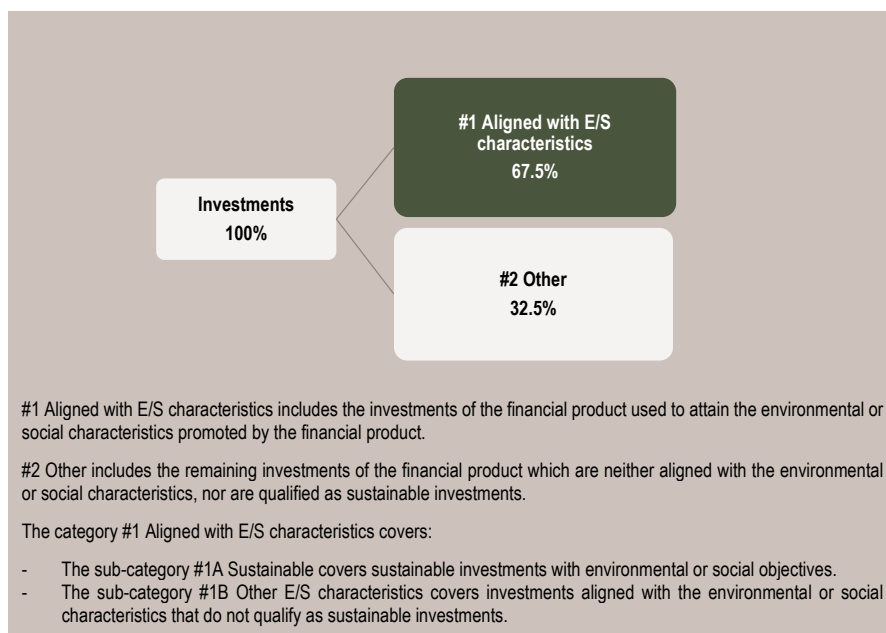 #1 Aligned with E/S
characteristics
67.5%
Investments
100%
#2 Other
32.5%
#1 Aligned with E/S characteristics includes the investments of the financial product used to attain the environmental or
social characteristics promoted by the financial product.
#2 Other includes the remaining investments of the financial product which are neither aligned with the environmental
or social characteristics, nor are qualified as sustainable investments.
The category #1 Aligned with E/S characteristics covers:
- The sub-category #1A Sustainable covers sustainable investments with environmental or social objectives.
- The sub-category #1B Other E/S characteristics covers investments aligned with the environmental or social
characteristics that do not qualify as sustainable investments.